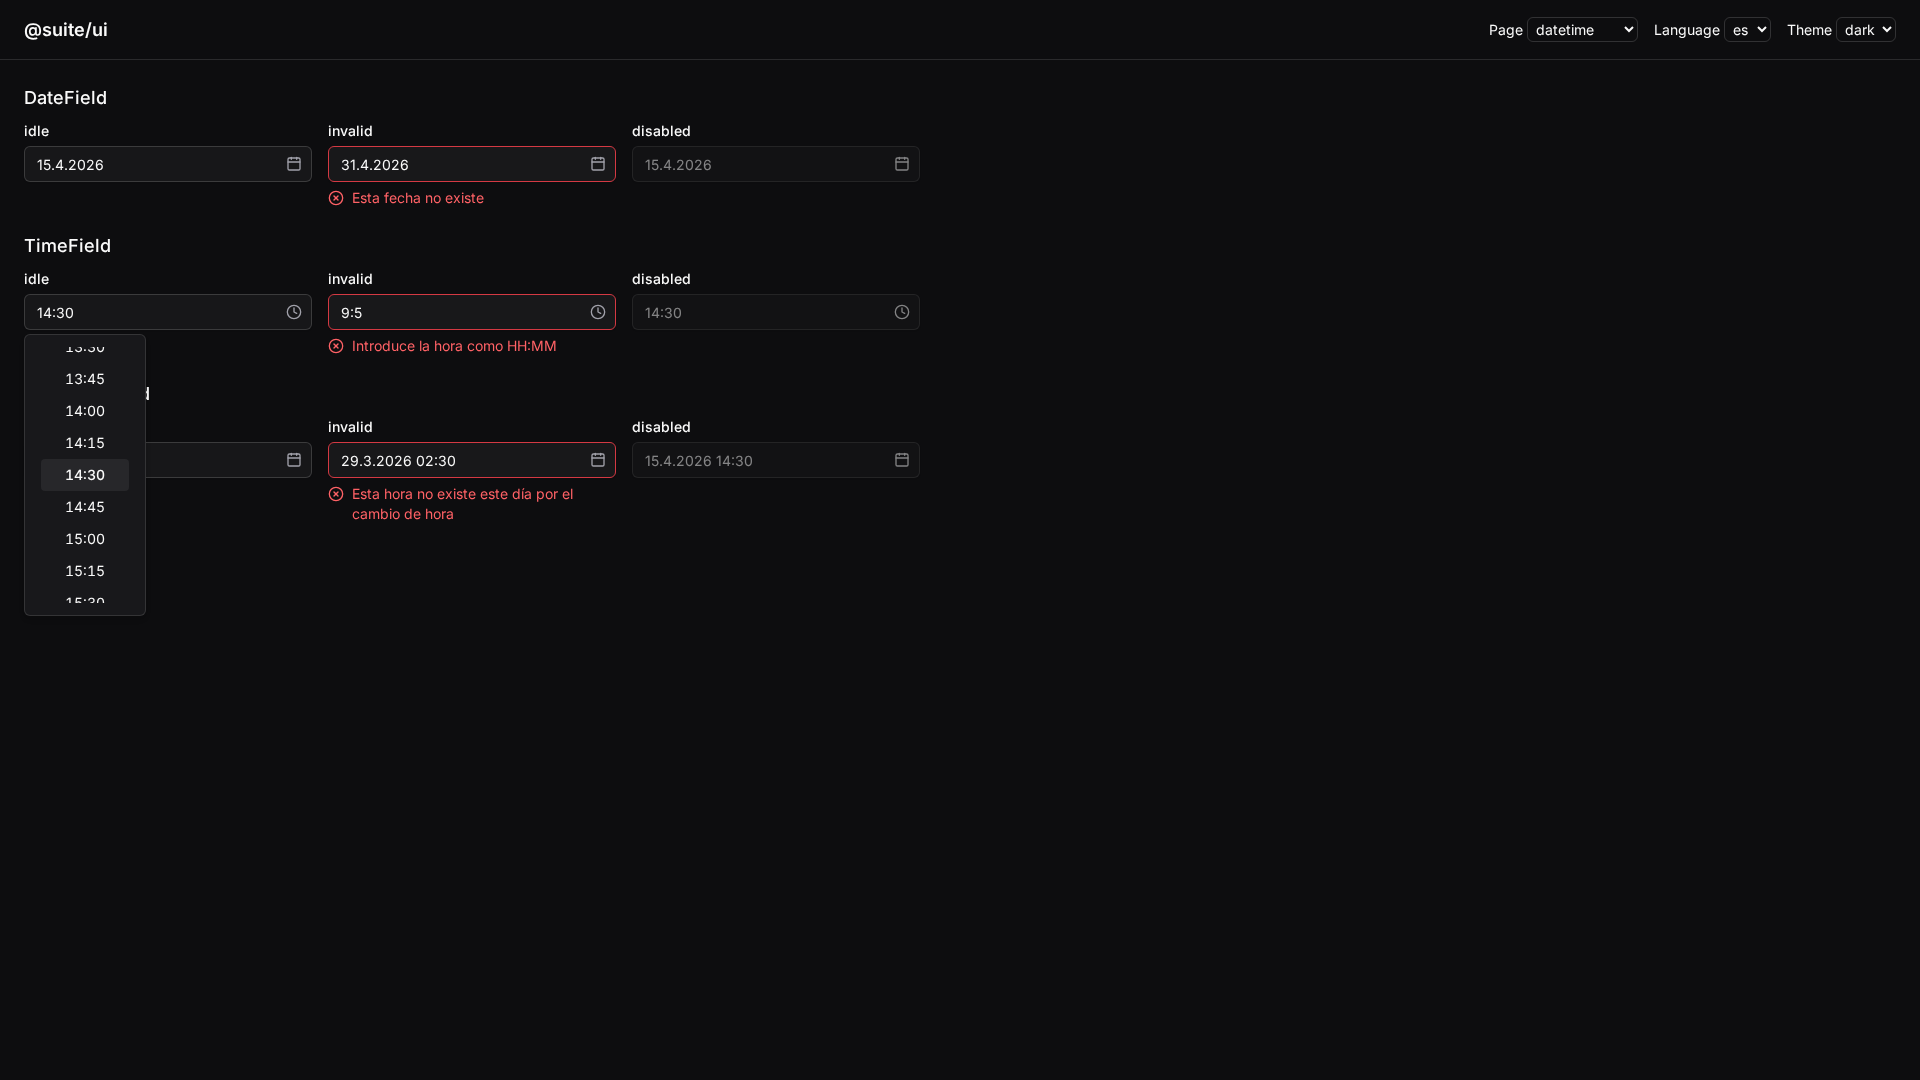 @suite/ui
Page datetime Language es Theme dark
DateField
idle invalid disabled
15.4.2026 31.4.2026 15.4.2026
Esta fecha no existe
TimeField
idle invalid disabled
14:30 9:5 14:30
Introduce la hora como HH:MM
13:30
13:45
14:00
14:15
14:30
14:45
15:00
15:15
15:30
invalid disabled
29.3.2026 02:30 15.4.2026 14:30
Esta hora no existe este día por el
cambio de hora